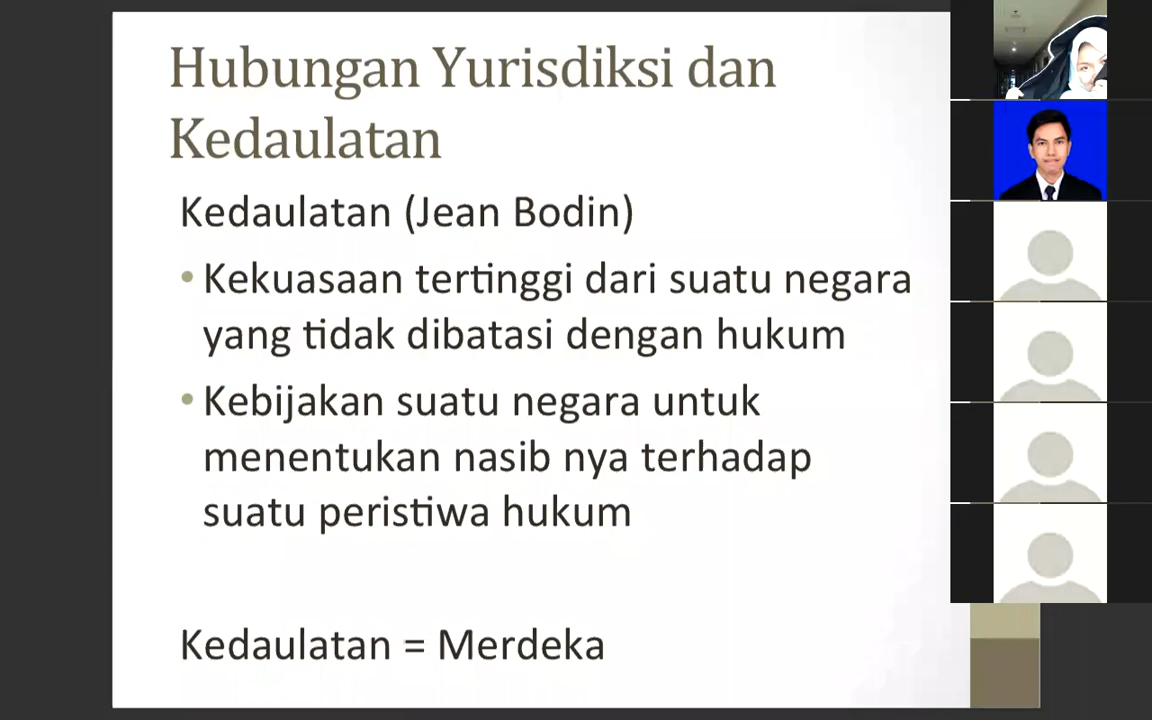 Hubungan Yurisdiksi dan
Kedaulatan
Kedaulatan (Jean Bodin)
• Kekuasaan tertinggi dari suatu negara
yang tidak dibatasi dengan hukum
• Kebijakan suatu negara untuk
menentukan nasib nya terhadap
suatu peristiwa hukum
Kedaulatan = Merdeka